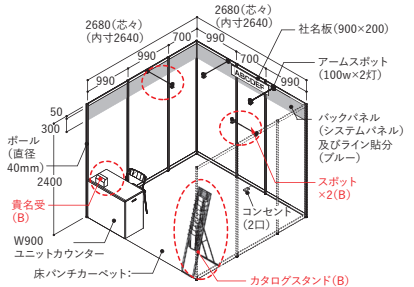 2680(芯々)
(内寸2640)
2680(芯々)
(内寸2640)
社名板(900×200)
990
700
990
990
700
990
アームスポット
(100w×2灯)
ABCDEF
50
300
バックパネル
(システムパネル)
及びライン貼分
(ブルー)
ポール
(直径
40mm)
2400
貴名受
(B)
スポット
×2(B)
コンセント
(2口)
W900
ユニットカウンター
床パンチカーペット:
カタログスタンド(B)